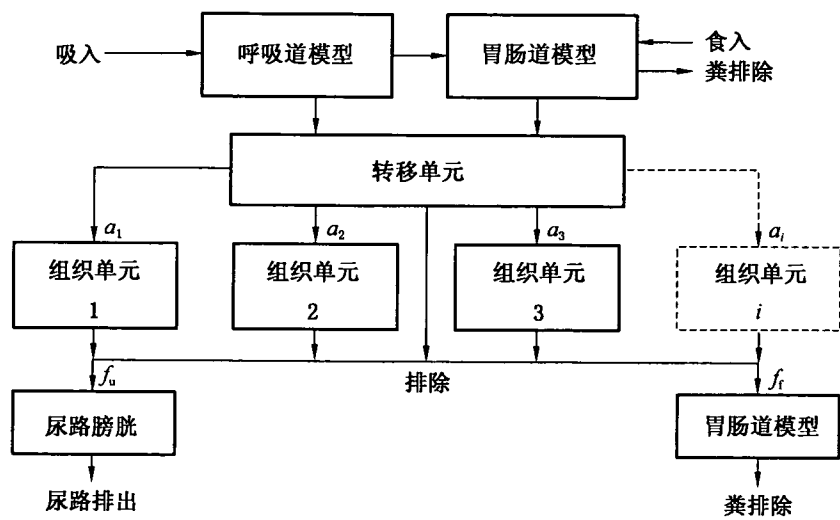 吸入
呼吸道模型
胃肠道模型
食入
粪排除
转移单元
a₁
a₂
a₃
aᵢ
组织单元
1
组织单元
2
组织单元
3
组织单元
i
fᵤ
排除
f_f
尿路膀胱
胃肠道模型
尿路排出
粪排除